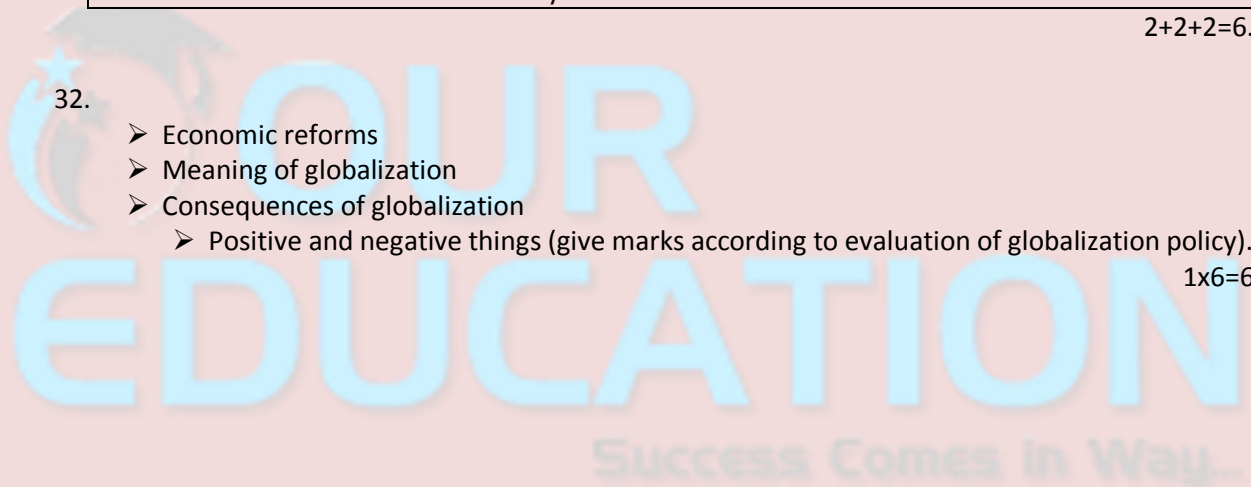 2+2+2=6.
32.
➢ Economic reforms
➢ Meaning of globalization
➢ Consequences of globalization
➢ Positive and negative things (give marks according to evaluation of globalization policy).
1x6=6
OUR
EDUCATION
Success Comes in Way...